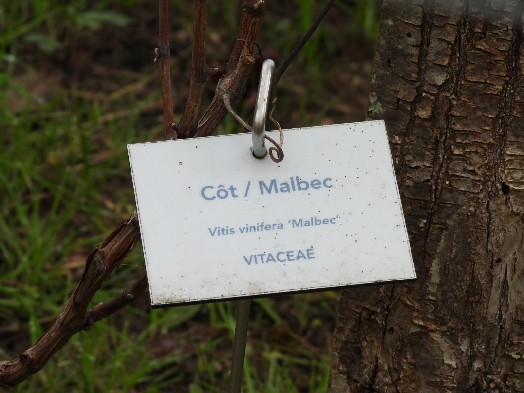 Côt / Malbec
Vitis vinifera 'Malbec'
VITACEAE